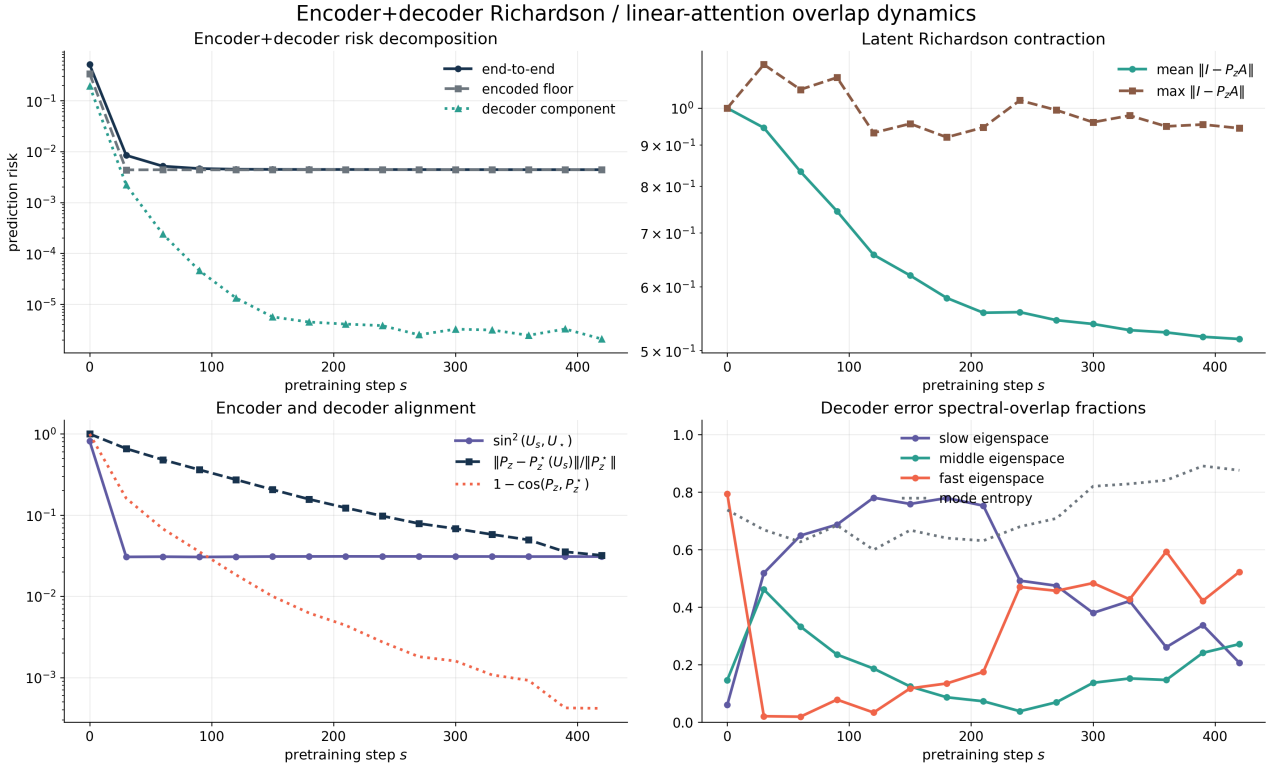 Encoder+decoder Richardson / linear-attention overlap dynamics
Encoder+decoder risk decomposition
end-to-end
encoded floor
decoder component
prediction risk
10⁻¹
10⁻²
10⁻³
10⁻⁴
10⁻⁵
0 100 200 300 400
pretraining step s
Latent Richardson contraction
mean ‖I − P_zA‖
max ‖I − P_zA‖
10⁰
9 × 10⁻¹
8 × 10⁻¹
7 × 10⁻¹
6 × 10⁻¹
5 × 10⁻¹
0 100 200 300 400
pretraining step s
Encoder and decoder alignment
sin²(U_s, U_⋆)
‖P_z − P_z^⋆(U_s)‖/‖P_z^⋆‖
1 − cos(P_z, P_z^⋆)
10⁰
10⁻¹
10⁻²
10⁻³
0 100 200 300 400
pretraining step s
Decoder error spectral-overlap fractions
slow eigenspace
middle eigenspace
fast eigenspace
mode entropy
1.0
0.8
0.6
0.4
0.2
0.0
0 100 200 300 400
pretraining step s